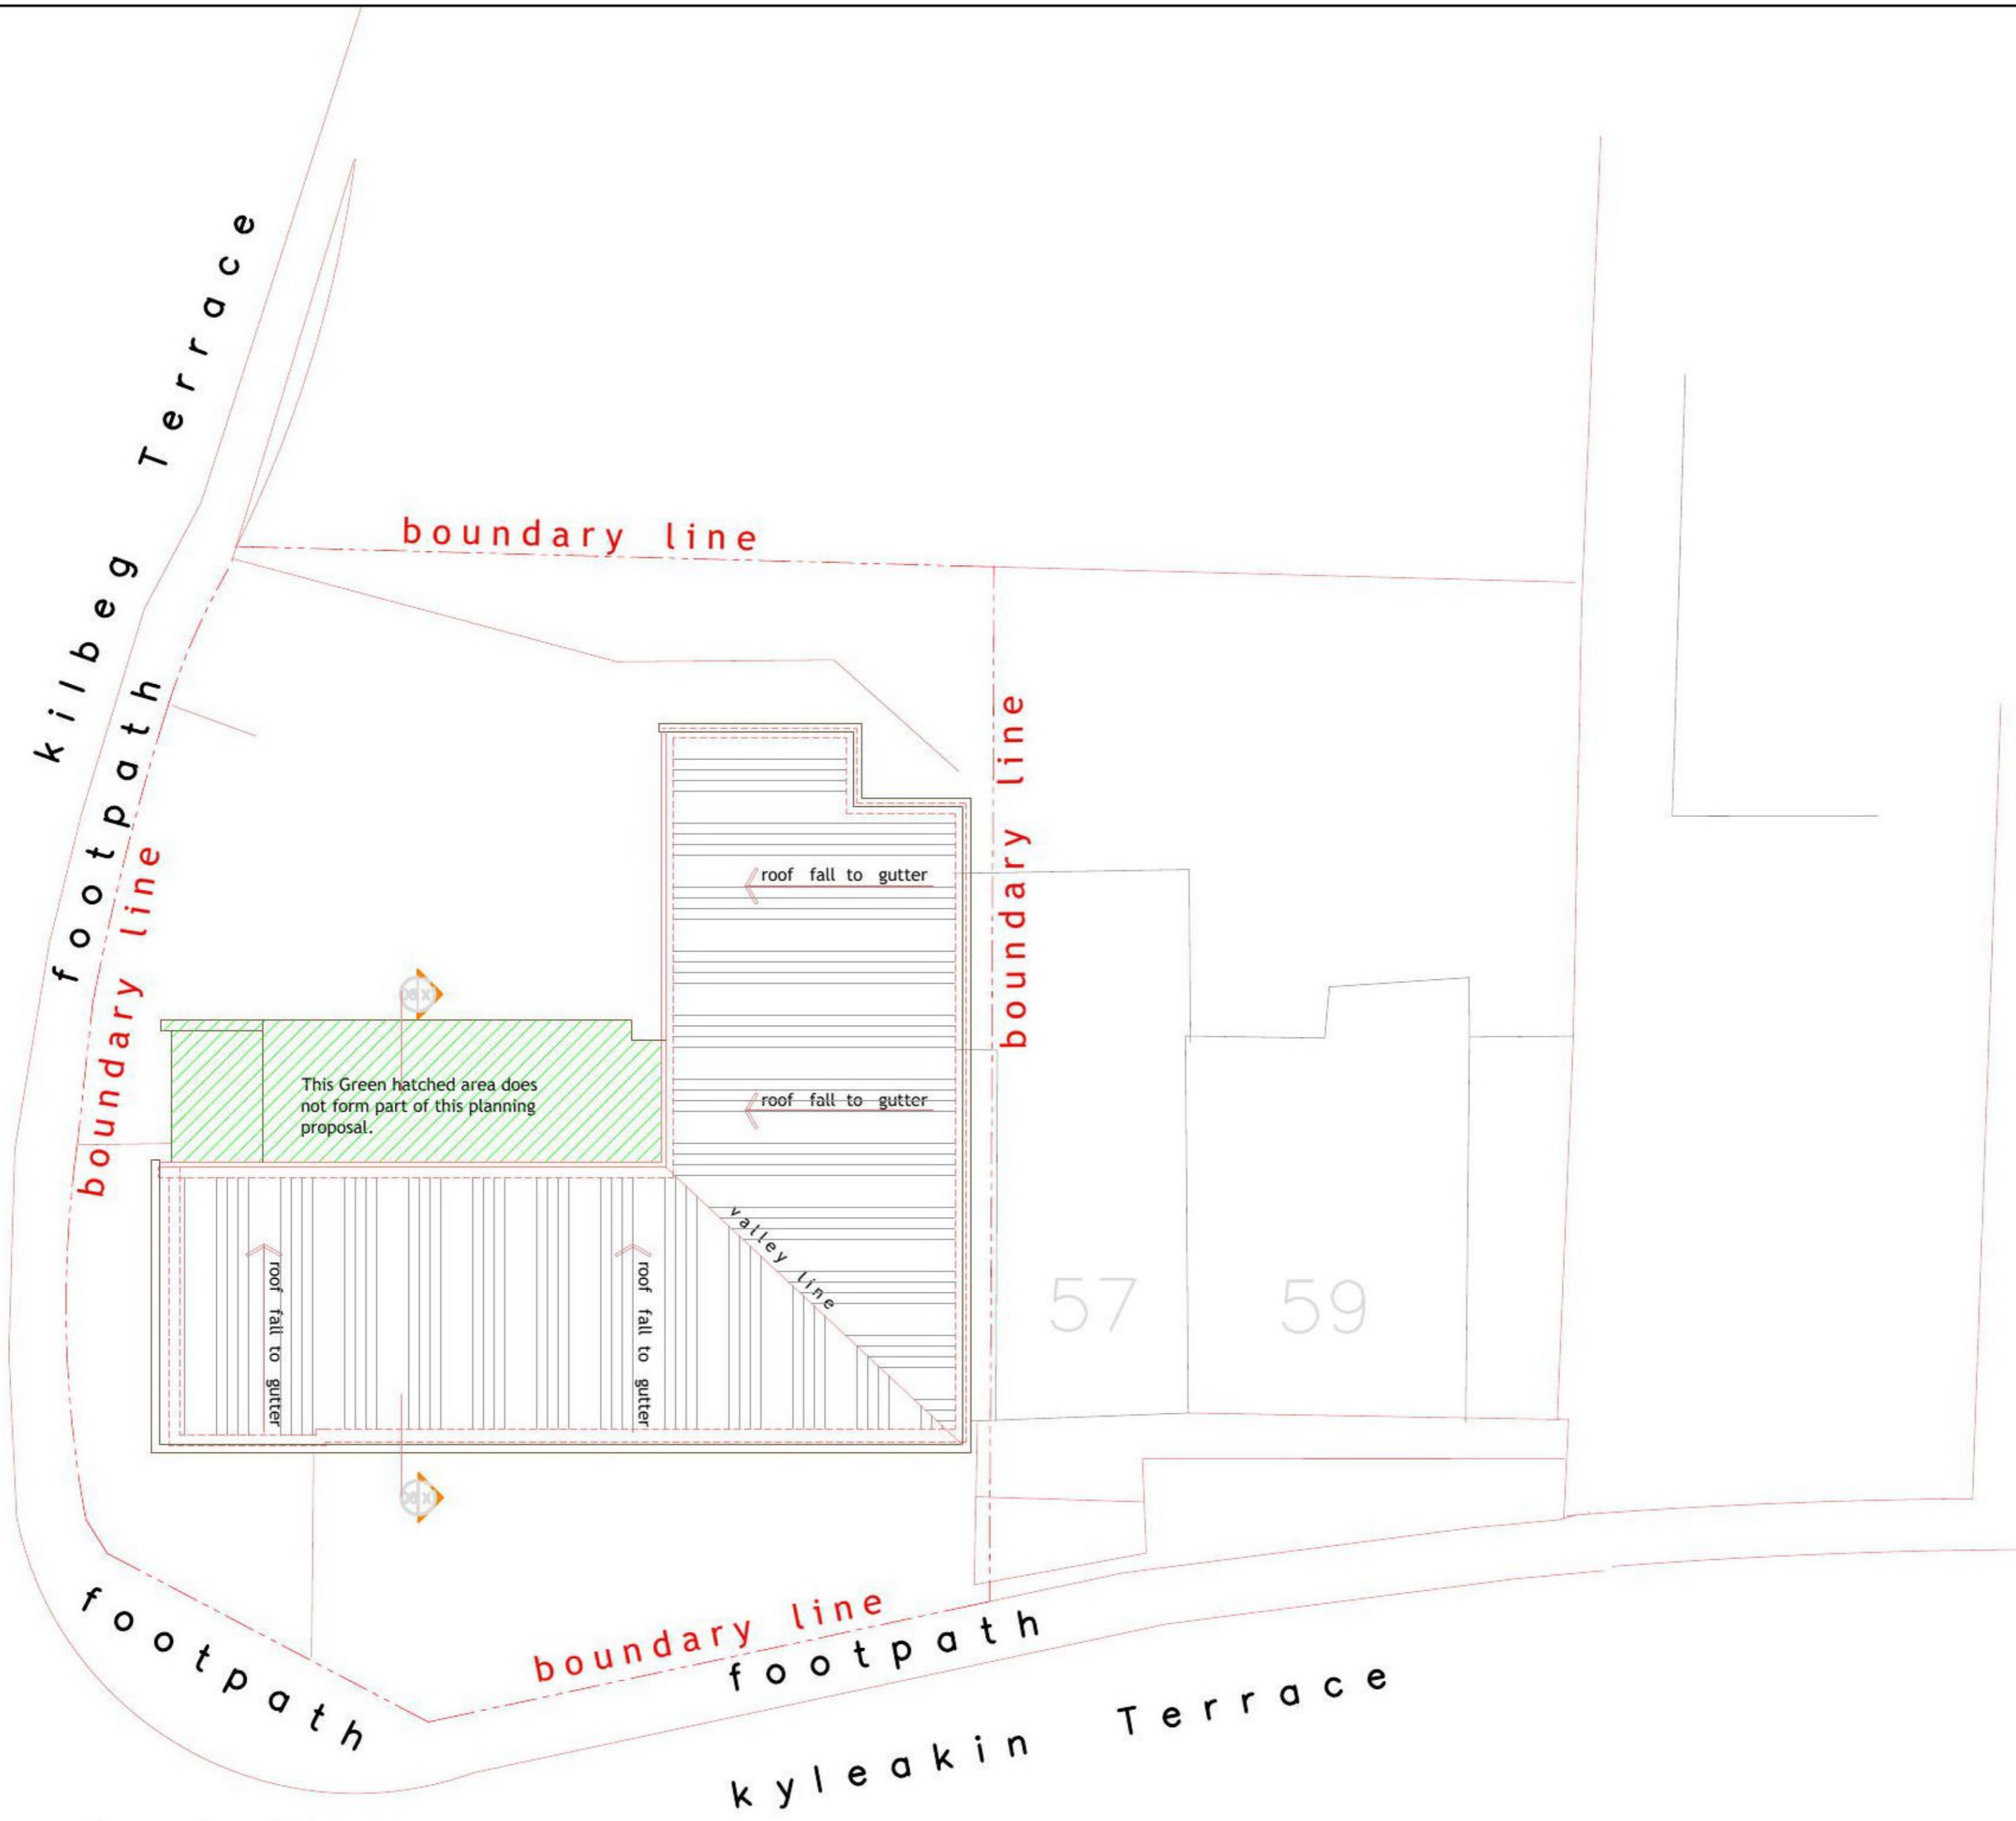 kilbeg Terrace
footpath
boundary line
boundary line
boundary line
roof fall to gutter
roof fall to gutter
This Green hatched area does
not form part of this planning
proposal.
valley line
roof fall to gutter
roof fall to gutter
57
59
boundary line
footpath
footpath
kyleakin Terrace